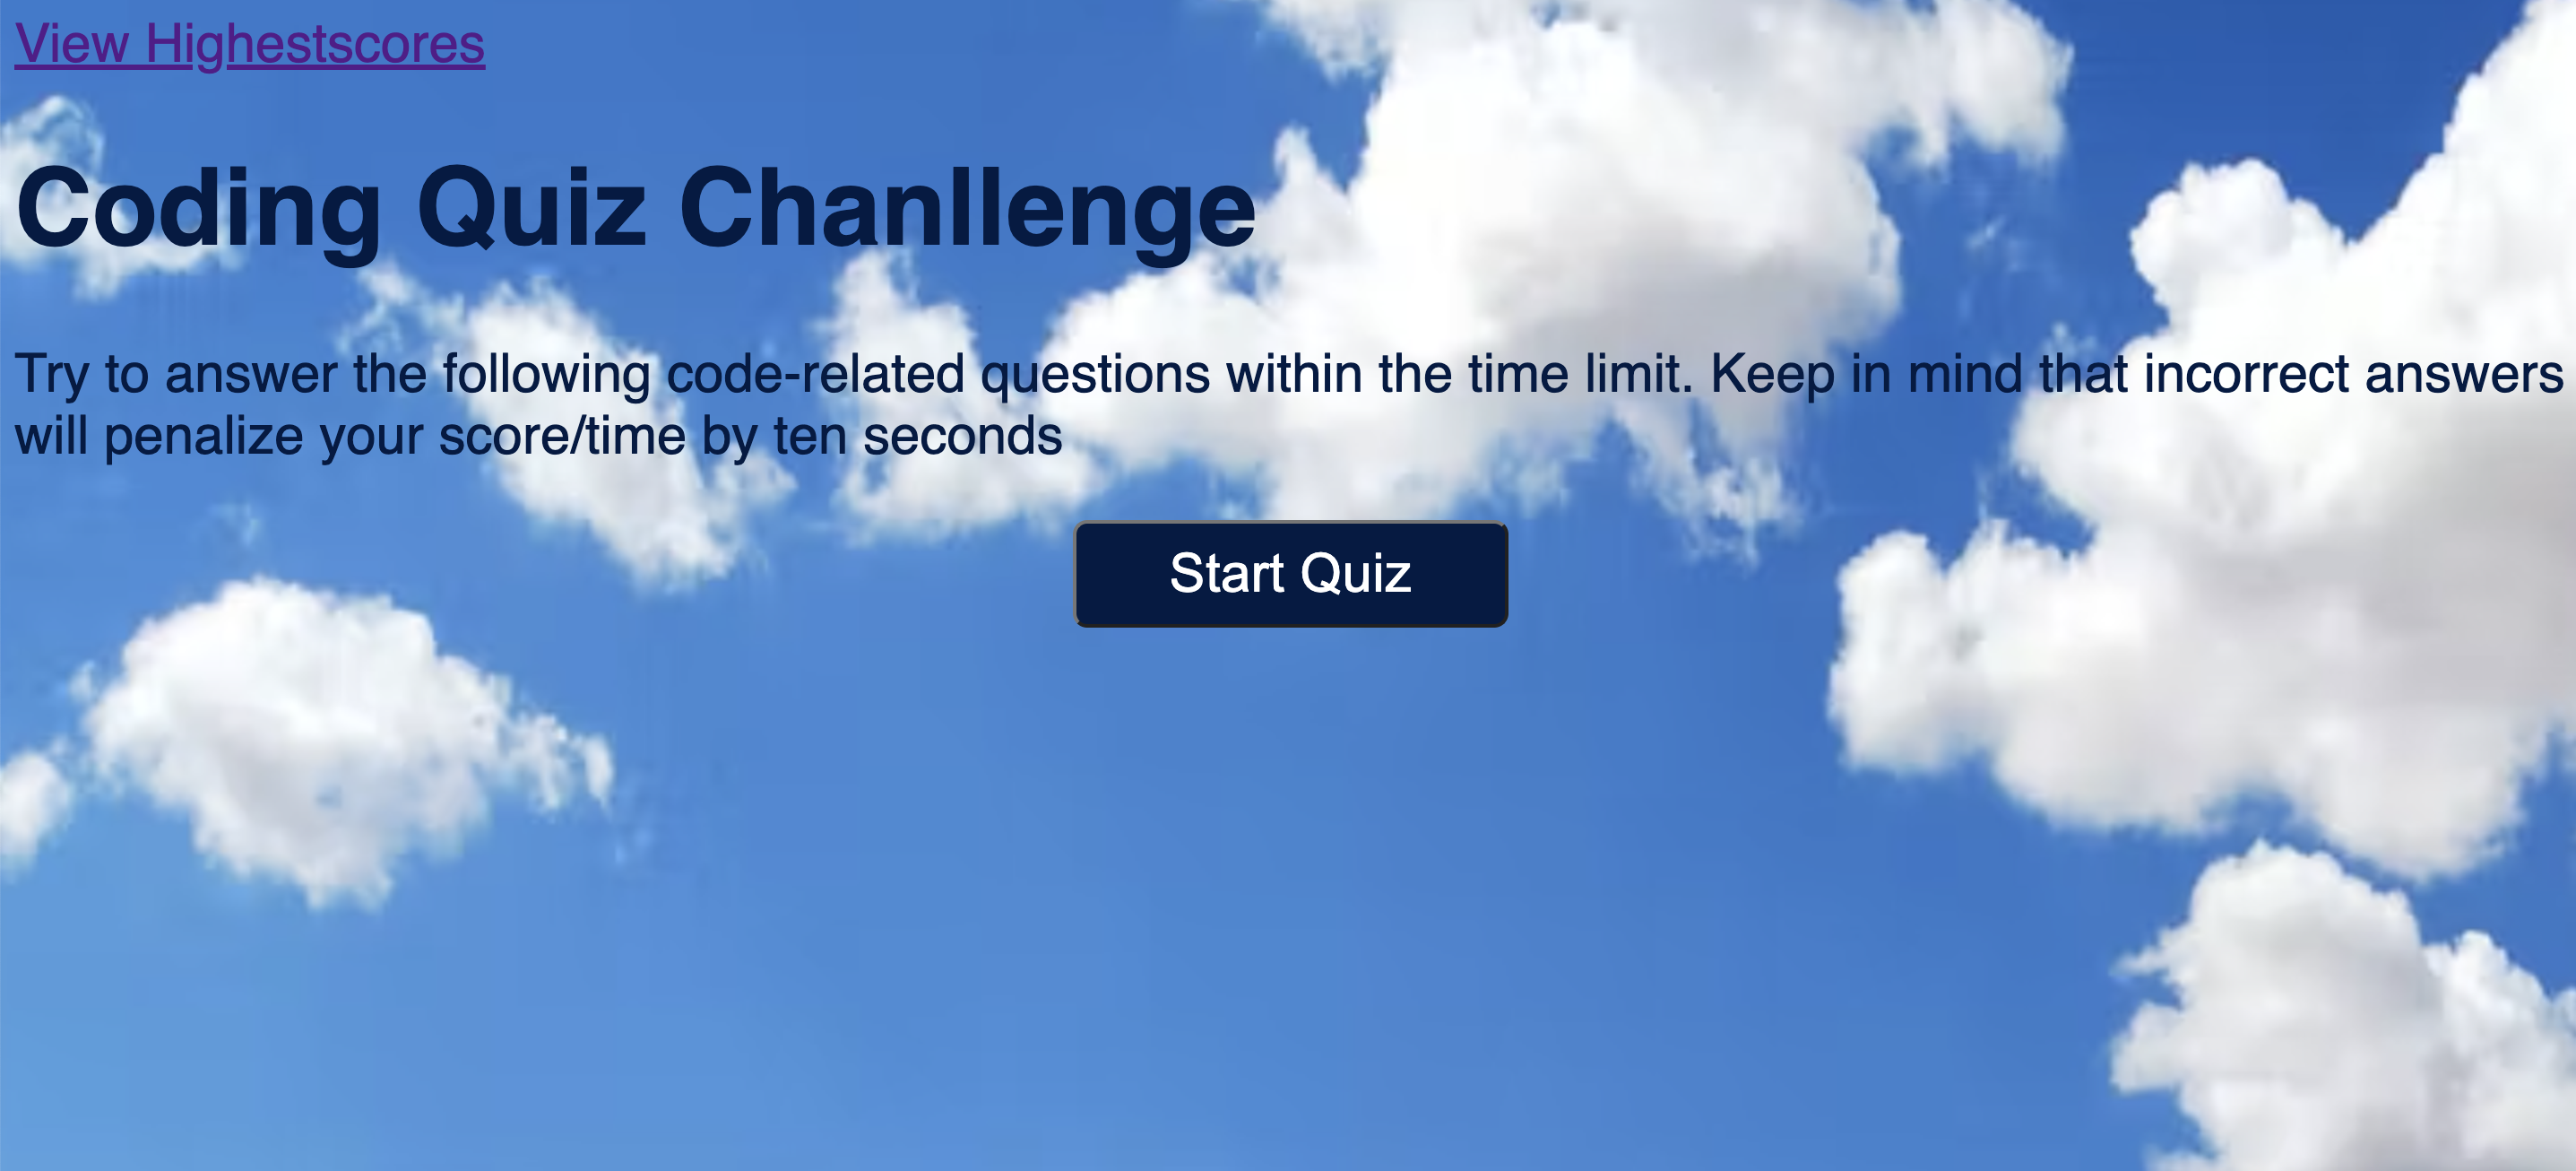 View Highestscores
Coding Quiz Chanllenge
Try to answer the following code-related questions within the time limit. Keep in mind that incorrect answers
will penalize your score/time by ten seconds
Start Quiz